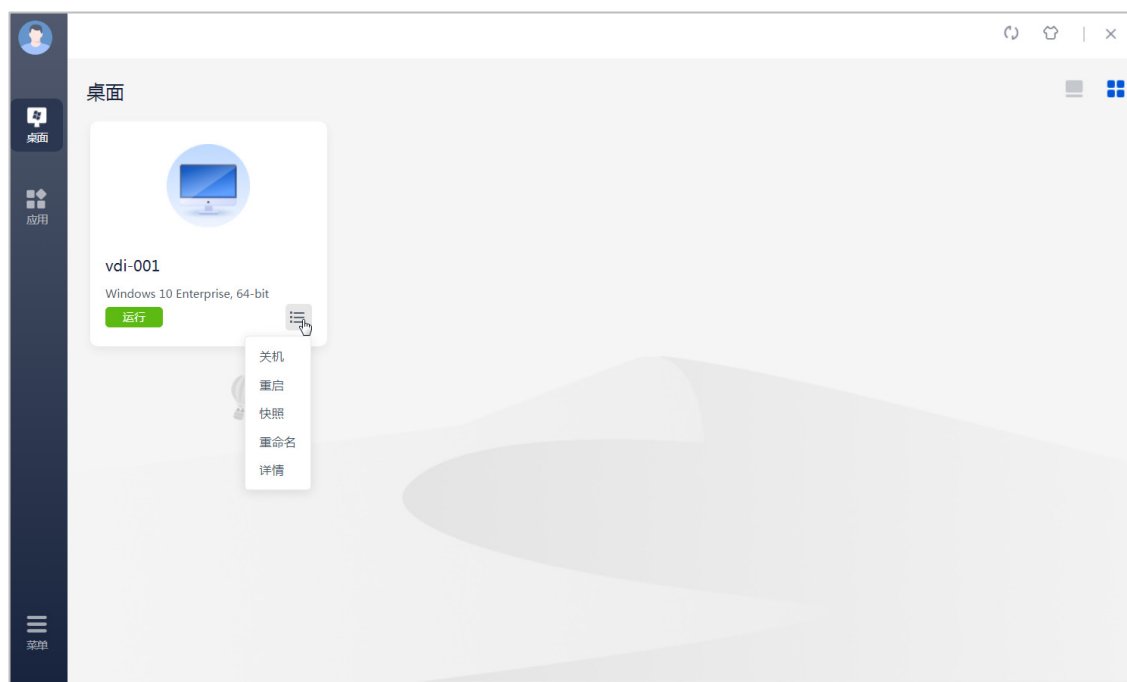 桌面
桌面
应用
vdi-001
Windows 10 Enterprise, 64-bit
运行
关机
重启
快照
重命名
详情
菜单